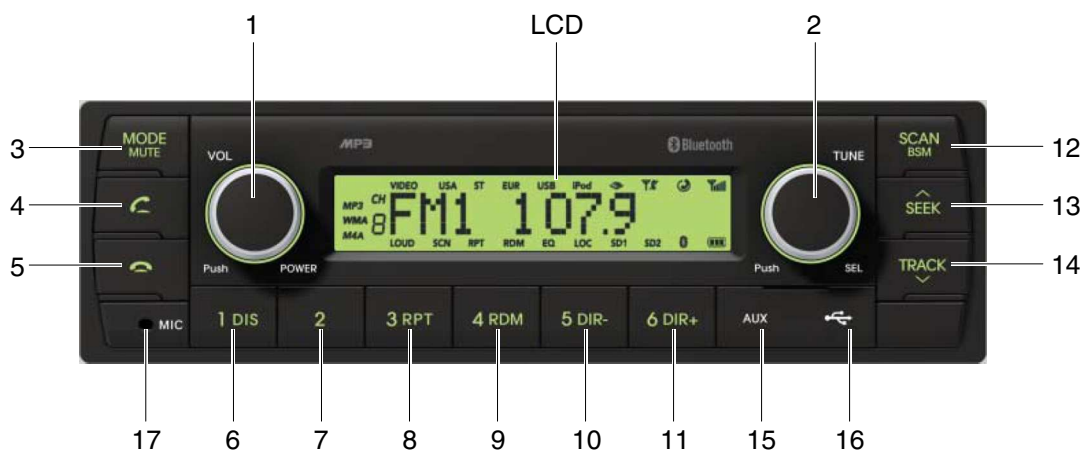 1 LCD 2
MODE
MUTE
VOL
MP3
Bluetooth
TUNE
SCAN
BSM
3
12
VIDEO USA ST EUR USB iPod
MP3 CH
WMA
M4A
8
FM1 107.9
LOUD SCN RPT RDM EQ LOC SD1 SD2
4
SEEK
13
5
Push POWER
Push SEL
TRACK
14
MIC
1 DIS
2
3 RPT
4 RDM
5 DIR-
6 DIR+
AUX
17 6 7 8 9 10 11 15 16